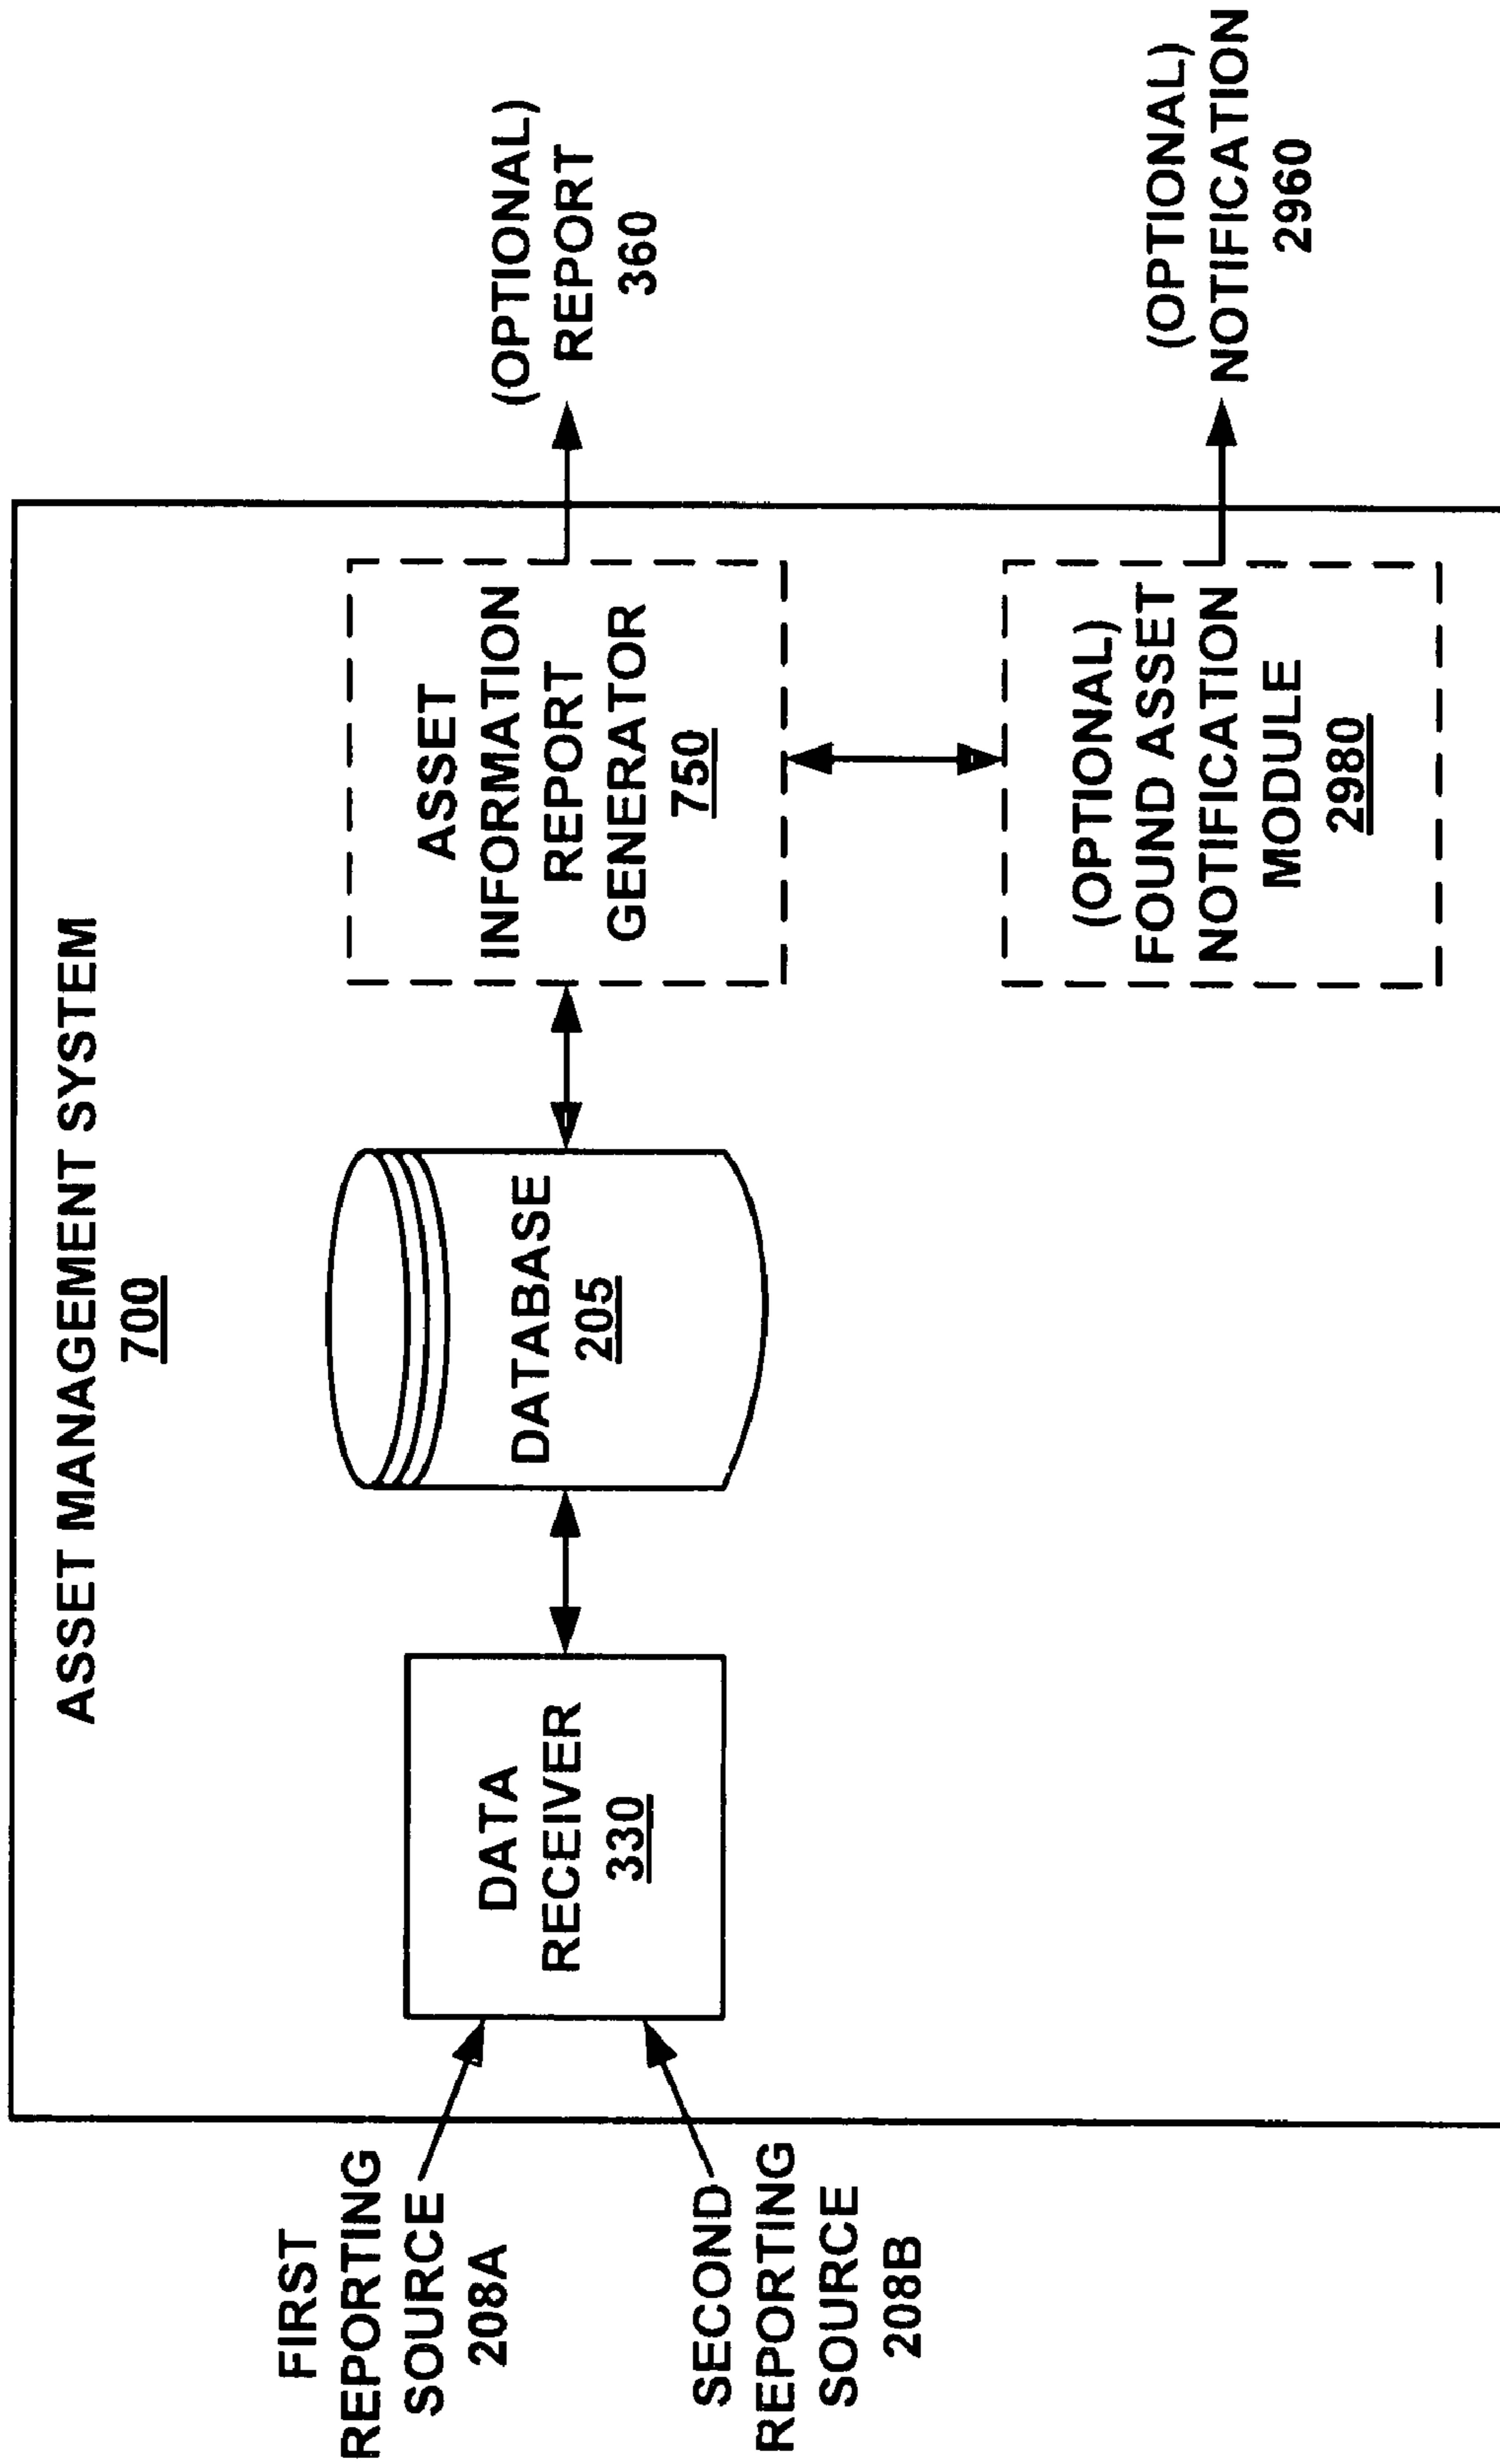 ASSET MANAGEMENT SYSTEM
700
FIRST
REPORTING
SOURCE
208A
SECOND
REPORTING
SOURCE
208B
DATA
RECEIVER
330
DATABASE
205
ASSET
INFORMATION
REPORT
GENERATOR
750
(OPTIONAL)
REPORT
360
(OPTIONAL)
FOUND ASSET
NOTIFICATION
MODULE
2980
(OPTIONAL)
NOTIFICATION
2960